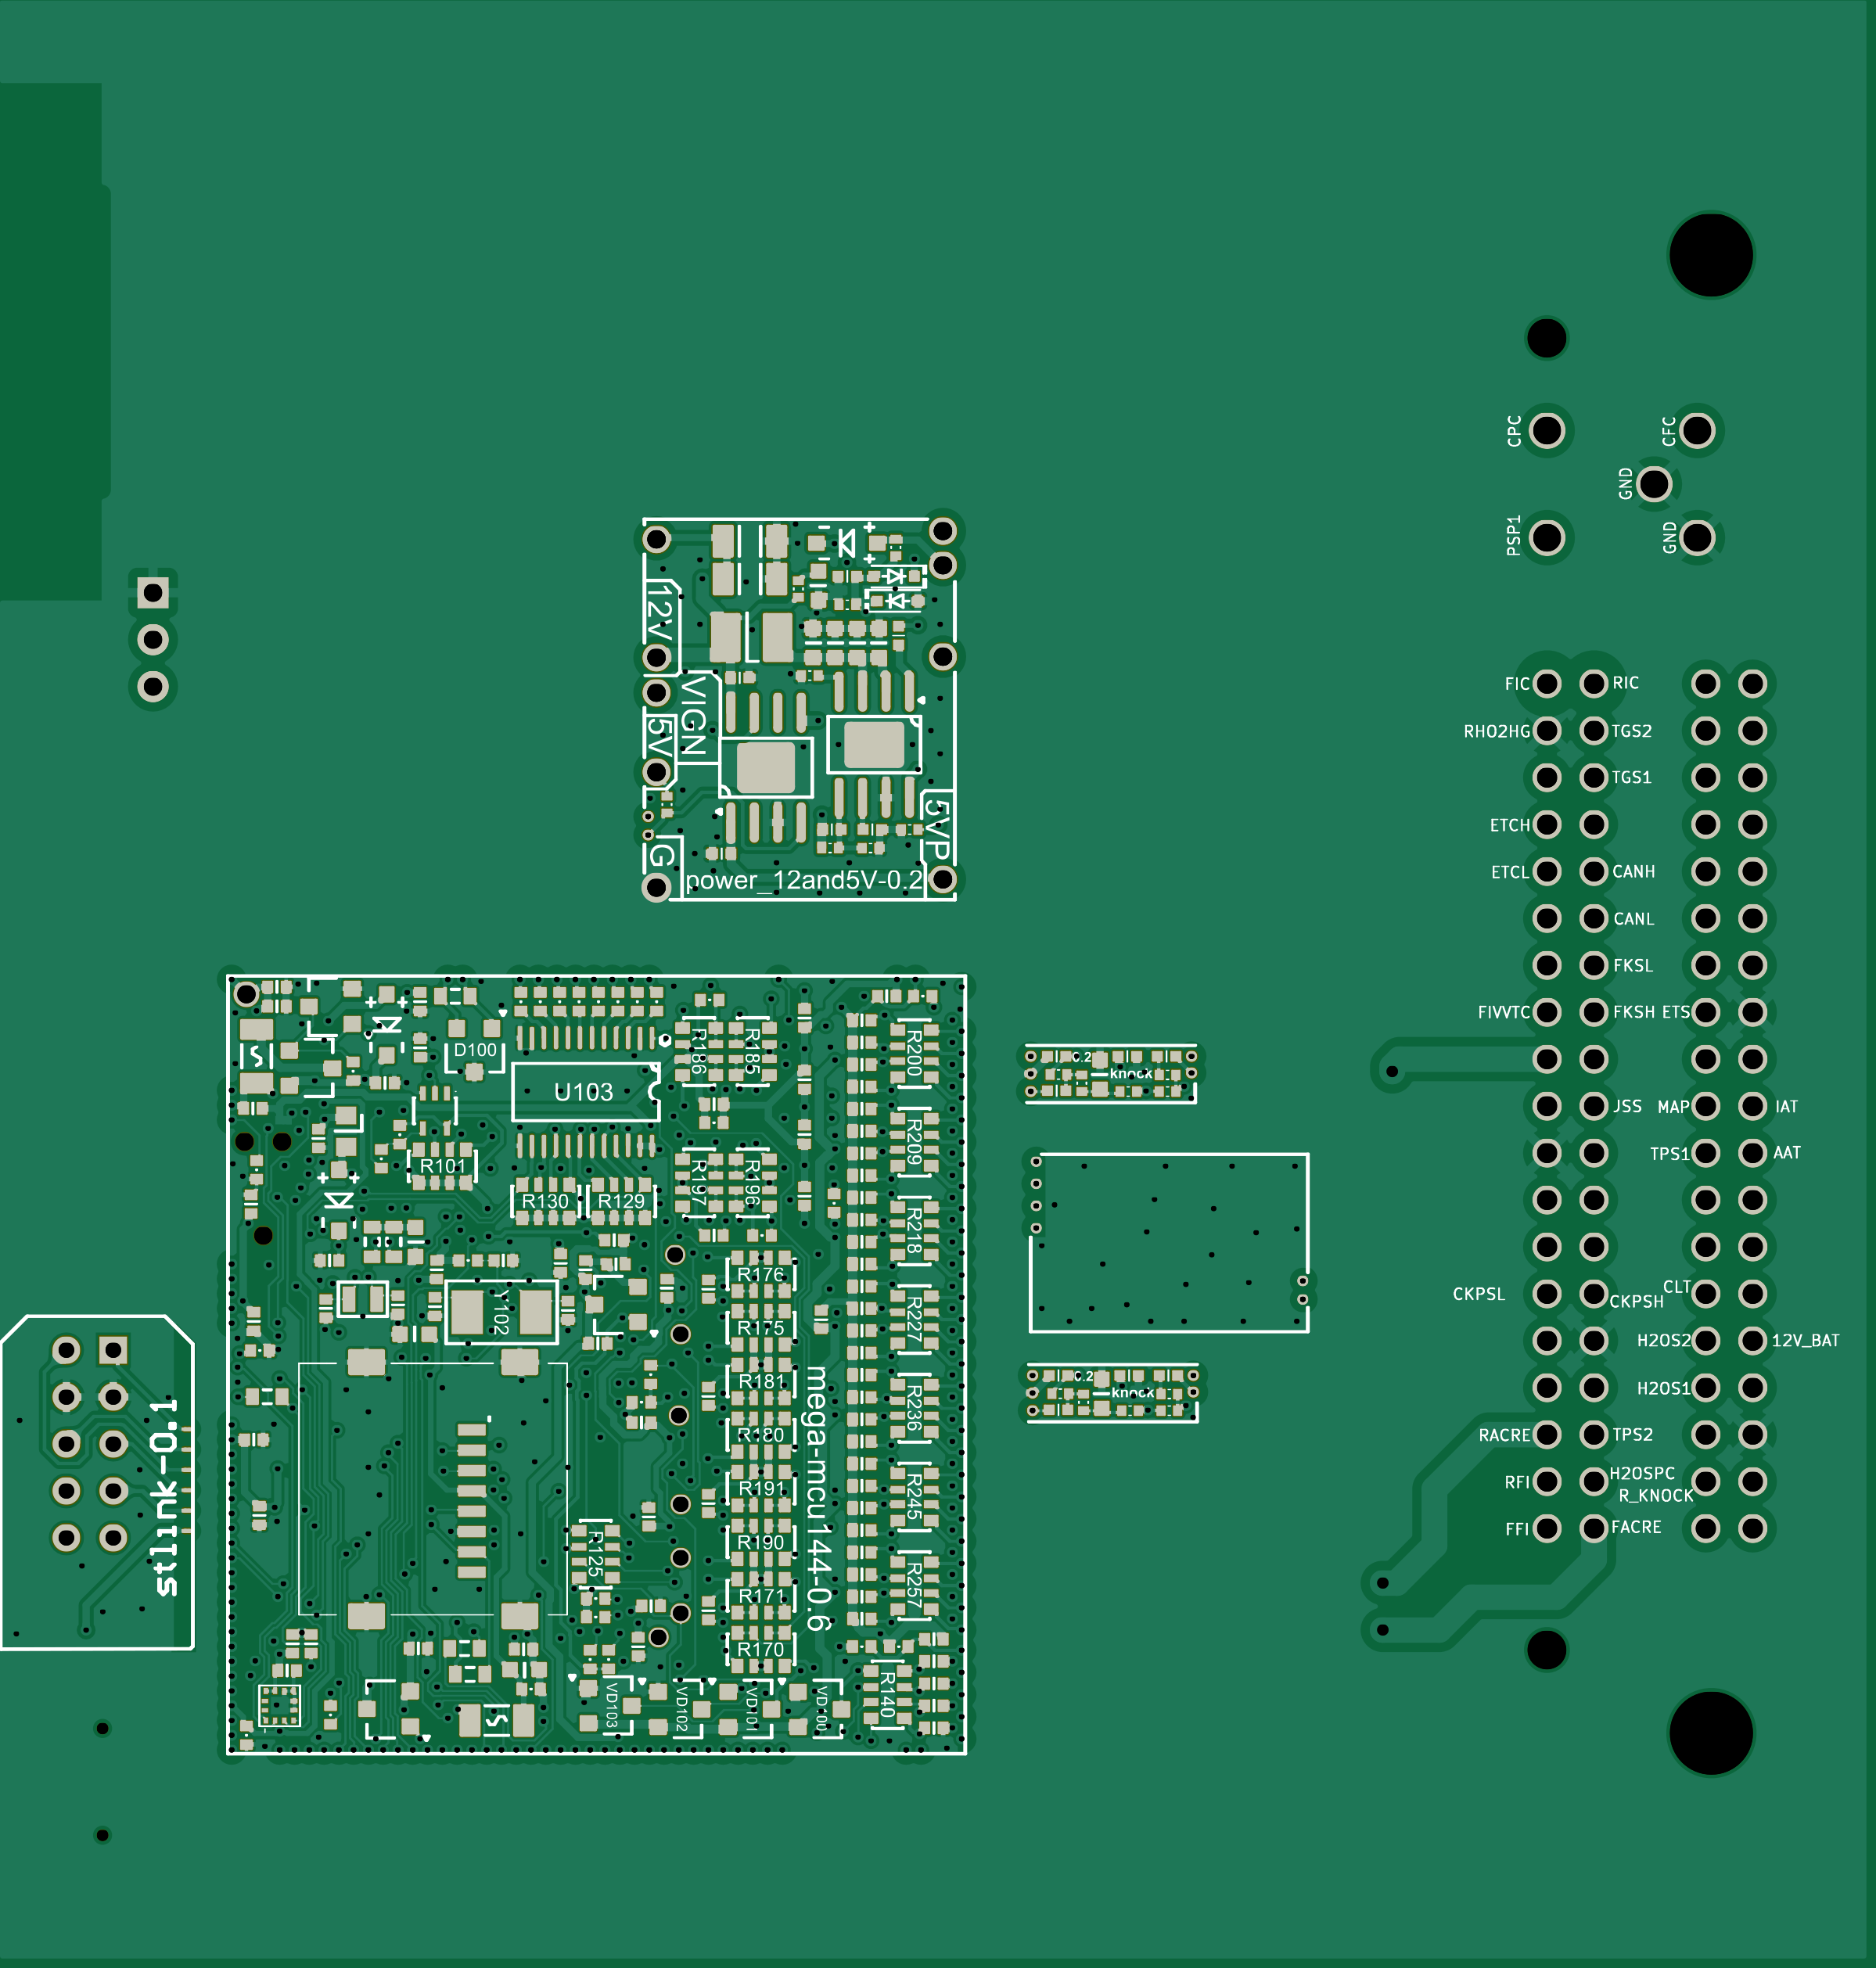 CPC
CFC
GND
PSP1
GND
12V
VIGN
5V
5VP
G
power_12and5V-0.2
FIC
RIC
RHO2HG
TGS2
TGS1
ETCH
ETCL
CANH
CANL
FKSL
FIVVTC
FKSH
ETS
D100
R186
R185
R200
0.2
knock
U103
JSS
MAP
IAT
R101
R209
TPS1
AAT
R130
R129
R197
R196
R218
R176
CKPSL
CKPSH
CLT
Y102
R175
R227
H2OS2
12V_BAT
R181
0.2
knock
H2OS1
R180
R236
RACRE
TPS2
stlink-0.1
mega-mcu144-0.6
R191
R245
RFI
H2OSPC
R_KNOCK
R125
R190
FFI
FACRE
R171
R257
R170
R140
VD103
VD102
VD101
VD100